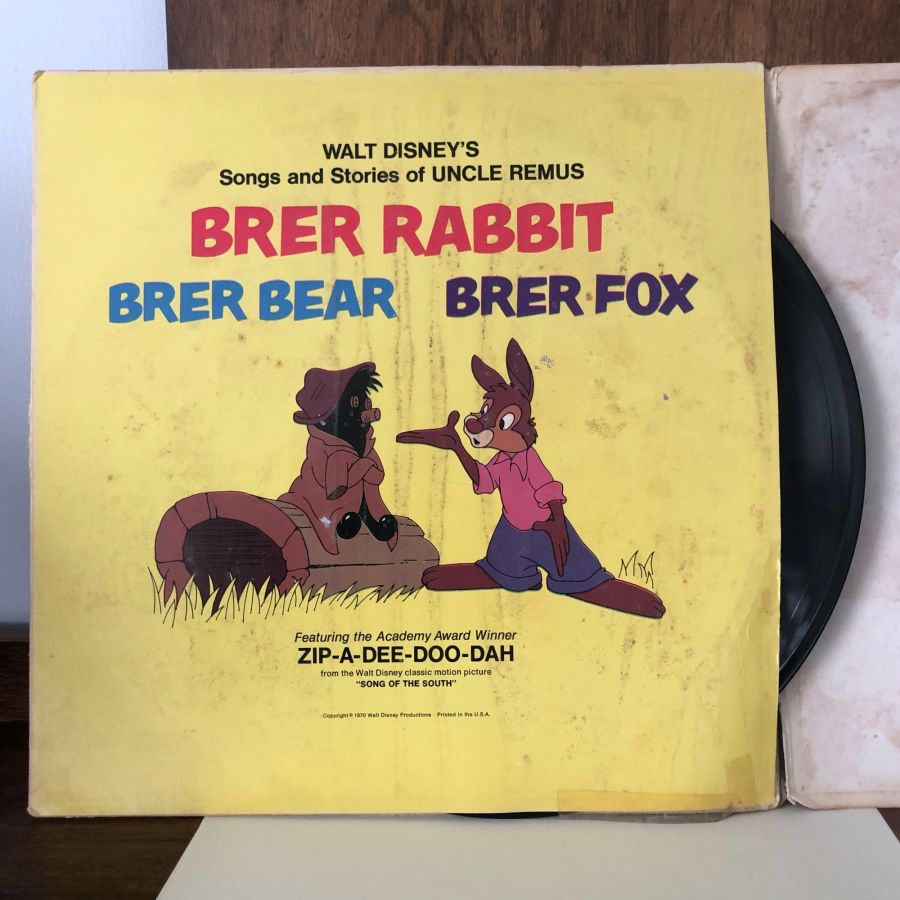 WALT DISNEY'S
Songs and Stories of UNCLE REMUS
BRER RABBIT
BRER BEAR BRER FOX
Featuring the Academy Award Winner
ZIP-A-DEE-DOO-DAH
from the Walt Disney classic motion picture
"SONG OF THE SOUTH"
Copyright © 1970 Walt Disney Productions Printed in the U.S.A.